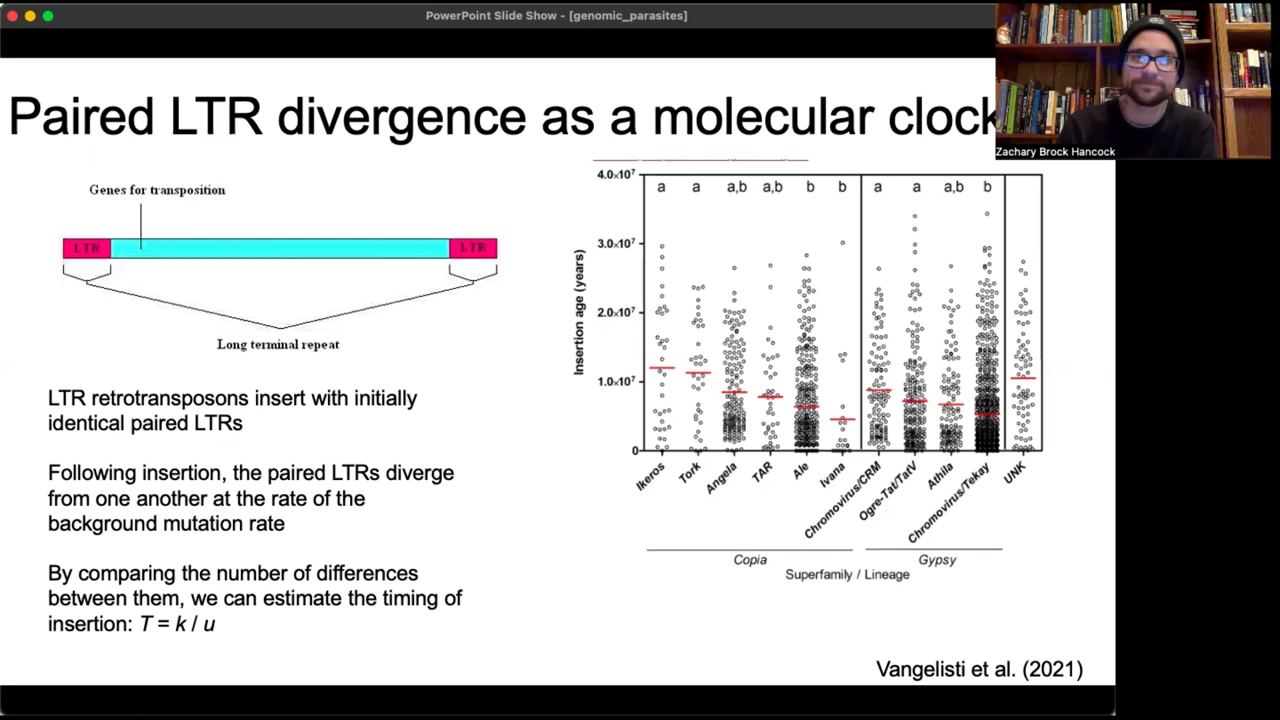 PowerPoint Slide Show - [genomic_parasites]
Zachary Brock Hancock
Paired LTR divergence as a molecular clock
Genes for transposition
LTR
LTR
Long terminal repeat
LTR retrotransposons insert with initially
identical paired LTRs
Following insertion, the paired LTRs diverge
from one another at the rate of the
background mutation rate
By comparing the number of differences
between them, we can estimate the timing of
insertion: T = k / u
Insertion age (years)
4.0x10⁷
3.0x10⁷
2.0x10⁷
1.0x10⁷
0
a a a,b a,b b b a a a,b b
Ikeros
Tork
Angela
TAR
Ale
Ivana
Chromovirus/CRM
Ogre-Tat/TatV
Athila
Chromovirus/Tekay
UNK
Copia Gypsy
Superfamily / Lineage
Vangelisti et al. (2021)